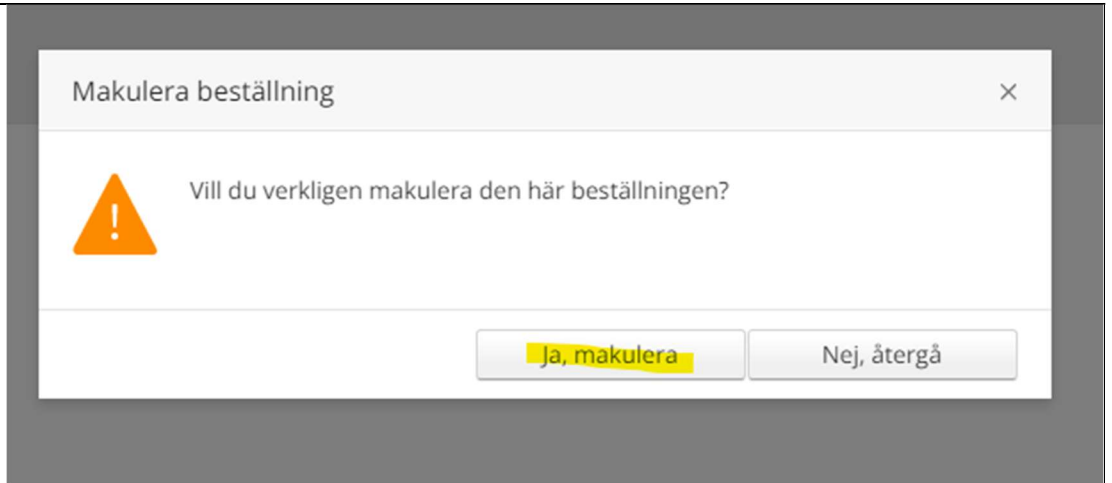 Makulera beställning
Vill du verkligen makulera den här beställningen?
Ja, makulera
Nej, återgå